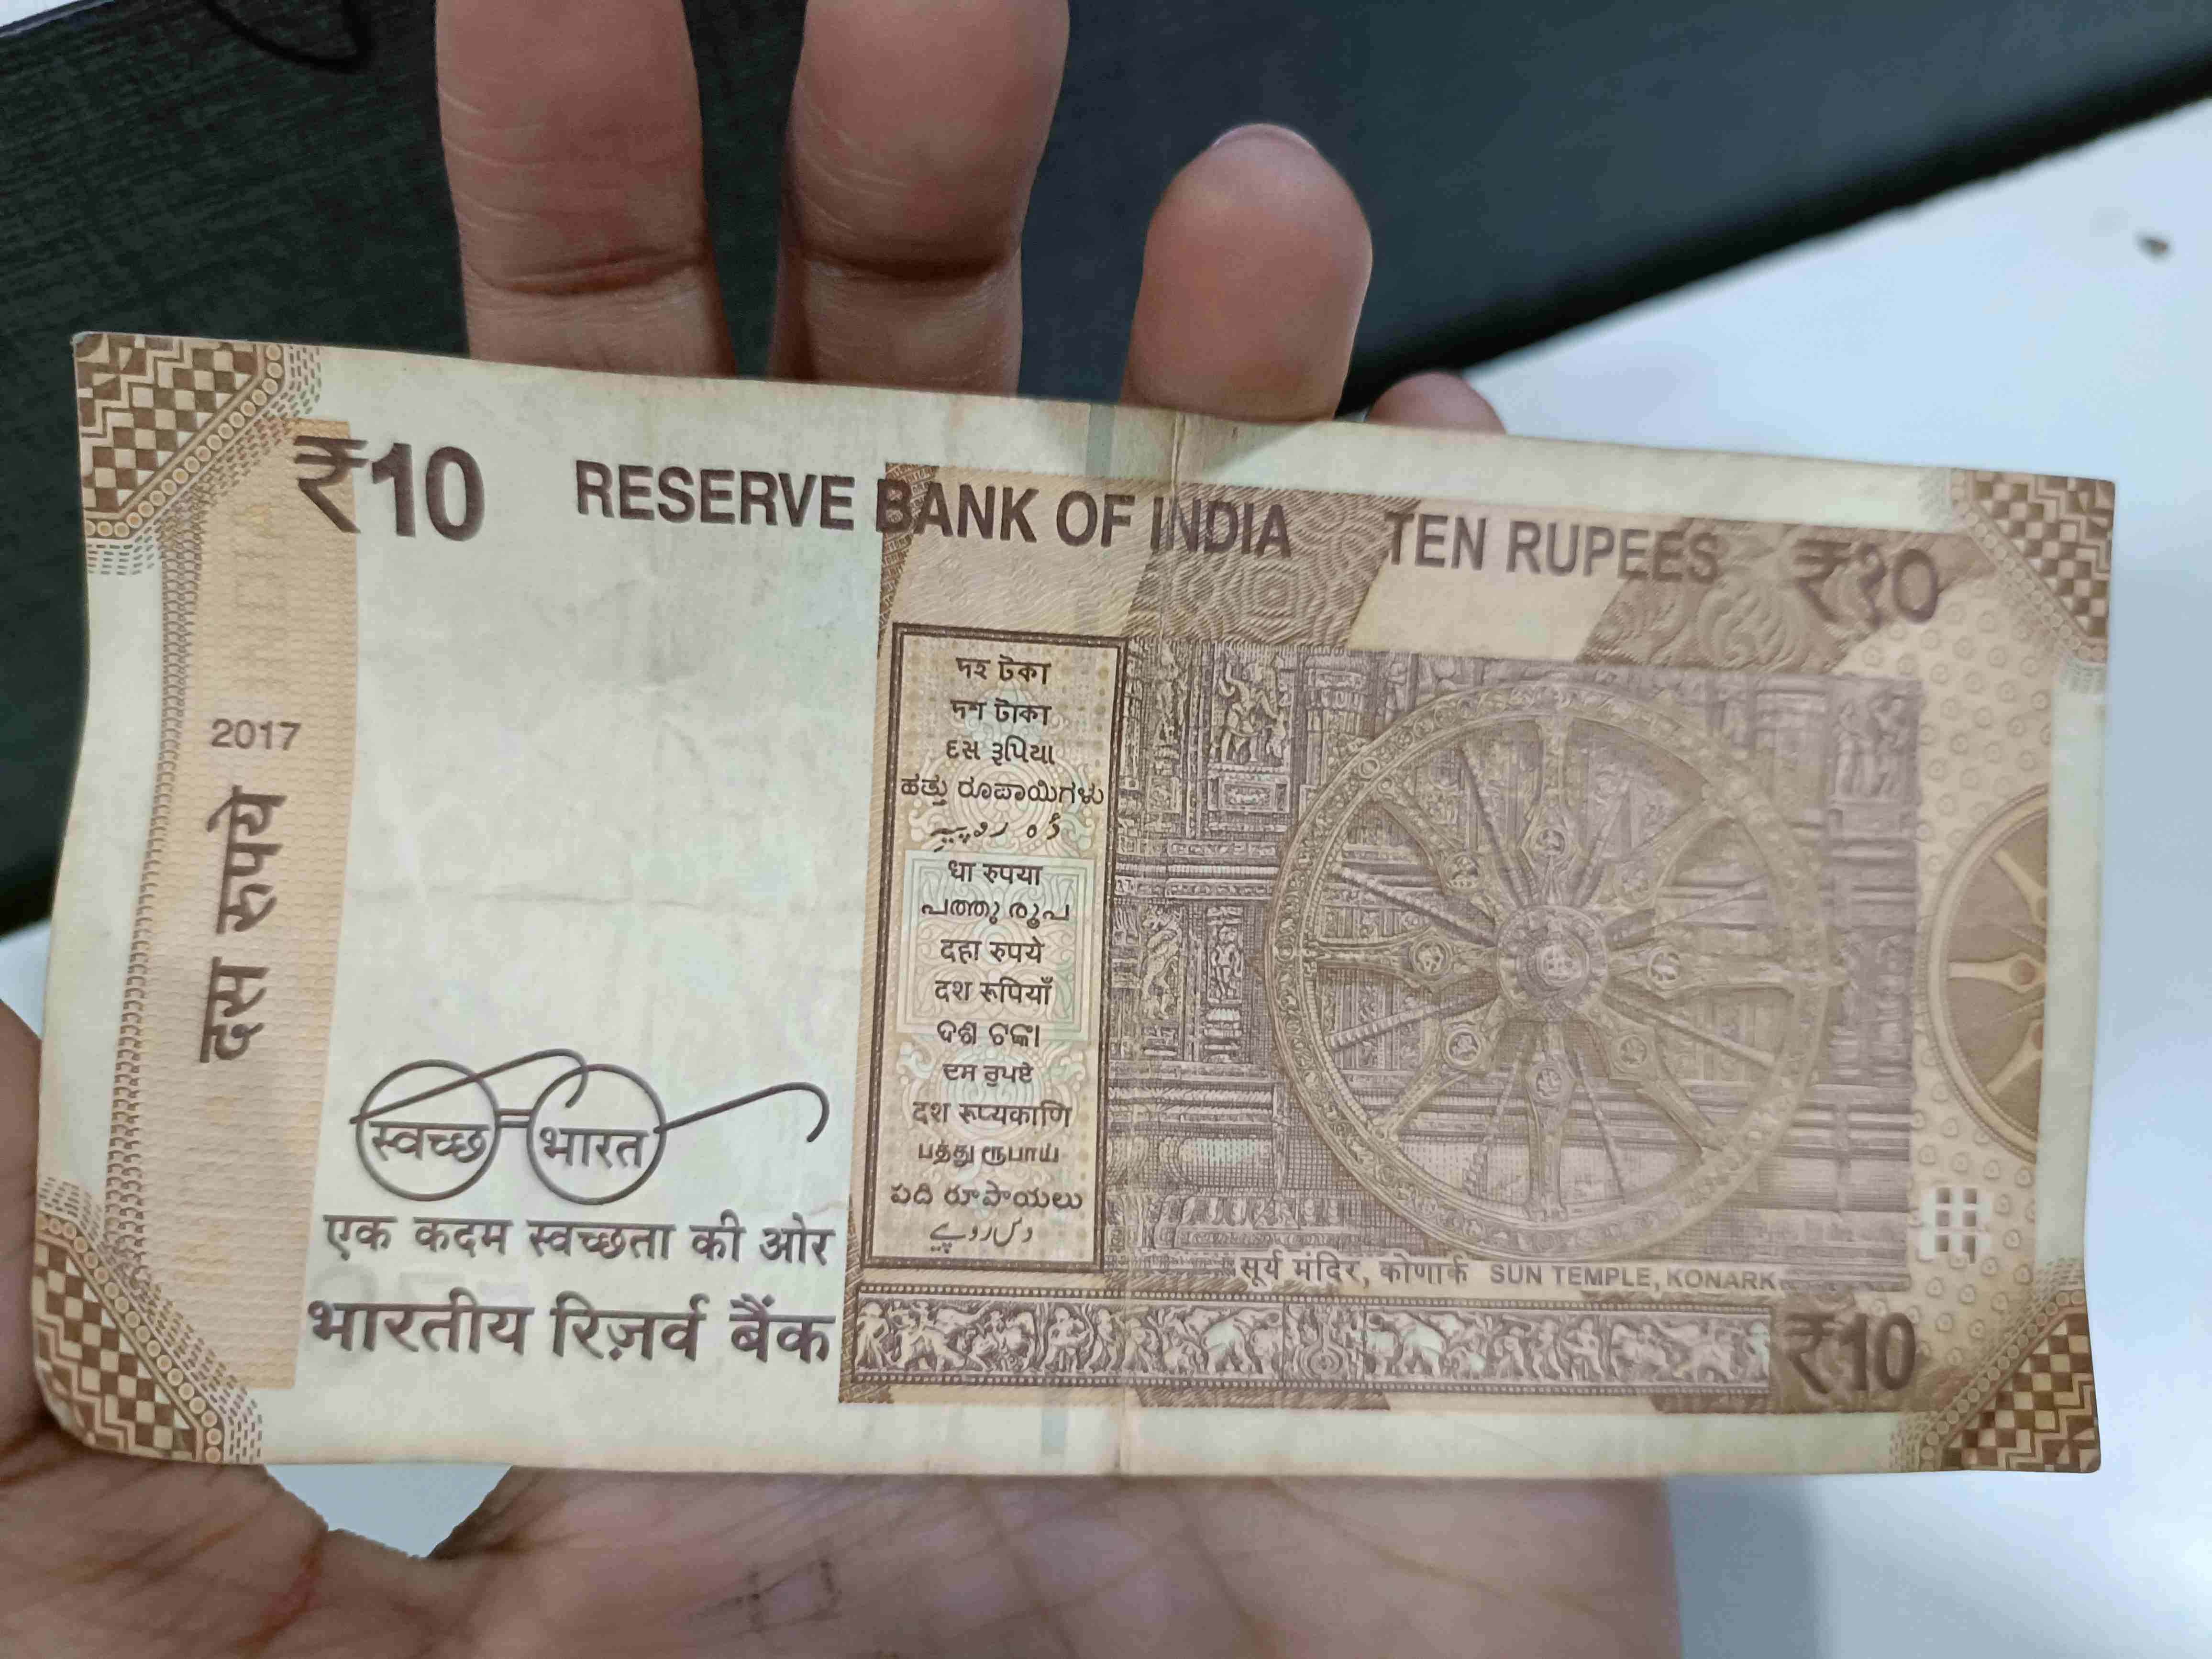 ₹10 RESERVE BANK OF INDIA TEN RUPEES ₹१०
2017
दस रुपये
দহ টকা
দশ টাকা
દસ રૂપિયા
ಹತ್ತು ರೂಪಾಯಿಗಳು
धा रुपया
പത്തു രൂപ
दहा रुपये
दश रूपियाँ
ଦଶ ଟଙ୍କା
ਦਸ ਰੁਪਏ
दश रूप्यकाणि
பத்து ரூபாய்
పది రూపాయలు
دس روپے
स्वच्छ भारत
एक कदम स्वच्छता की ओर
भारतीय रिज़र्व बैंक
सूर्य मंदिर, कोणार्क SUN TEMPLE, KONARK
₹10